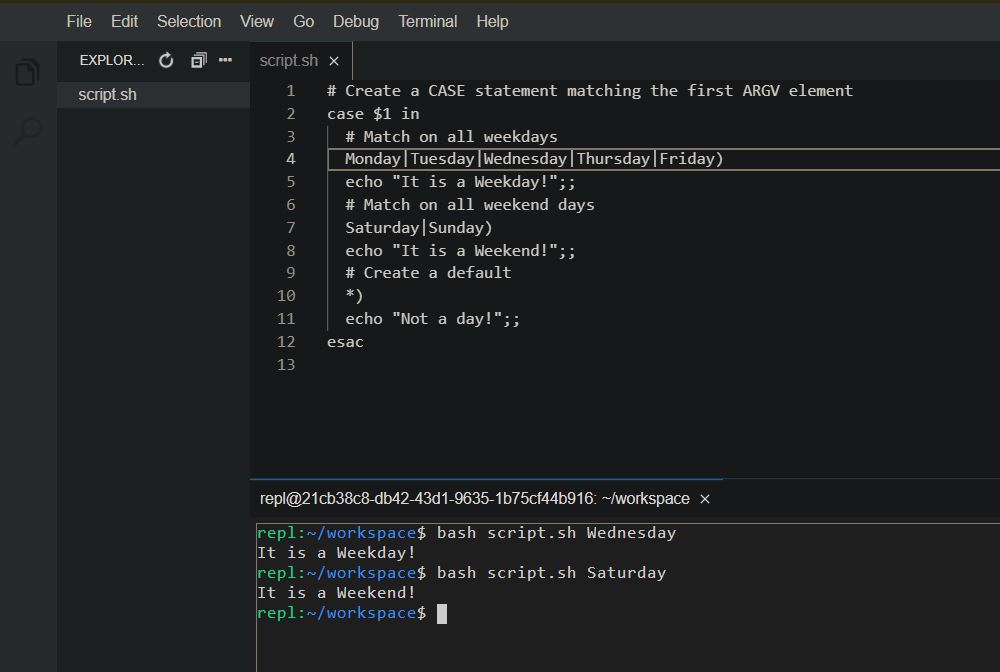 File Edit Selection View Go Debug Terminal Help
EXPLOR... script.sh
script.sh
1 # Create a CASE statement matching the first ARGV element
2 case $1 in
3 # Match on all weekdays
4 Monday|Tuesday|Wednesday|Thursday|Friday)
5 echo "It is a Weekday!";;
6 # Match on all weekend days
7 Saturday|Sunday)
8 echo "It is a Weekend!";;
9 # Create a default
10 *)
11 echo "Not a day!";;
12 esac
13
repl@21cb38c8-db42-43d1-9635-1b75cf44b916: ~/workspace
repl:~/workspace$ bash script.sh Wednesday
It is a Weekday!
repl:~/workspace$ bash script.sh Saturday
It is a Weekend!
repl:~/workspace$